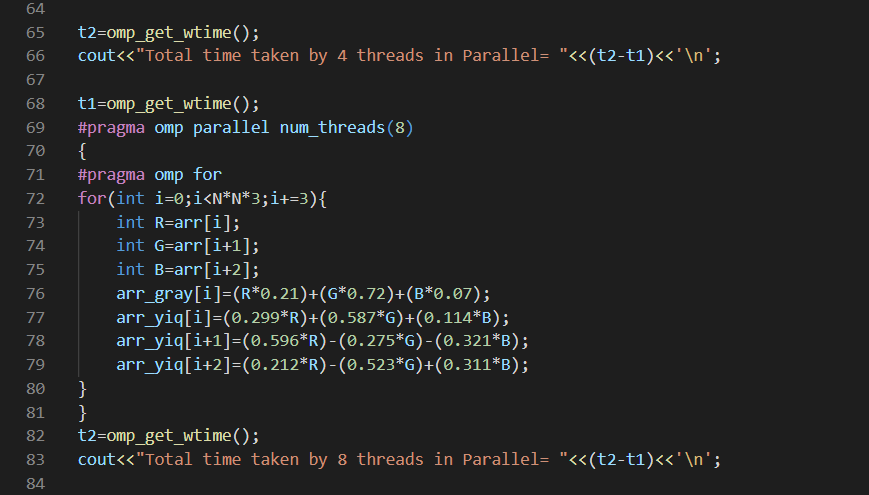 64
65 t2=omp_get_wtime();
66 cout<<"Total time taken by 4 threads in Parallel= "<<(t2-t1)<<'\n';
67
68 t1=omp_get_wtime();
69 #pragma omp parallel num_threads(8)
70 {
71 #pragma omp for
72 for(int i=0;i<N*N*3;i+=3){
73     int R=arr[i];
74     int G=arr[i+1];
75     int B=arr[i+2];
76     arr_gray[i]=(R*0.21)+(G*0.72)+(B*0.07);
77     arr_yiq[i]=(0.299*R)+(0.587*G)+(0.114*B);
78     arr_yiq[i+1]=(0.596*R)-(0.275*G)-(0.321*B);
79     arr_yiq[i+2]=(0.212*R)-(0.523*G)+(0.311*B);
80 }
81 }
82 t2=omp_get_wtime();
83 cout<<"Total time taken by 8 threads in Parallel= "<<(t2-t1)<<'\n';
84